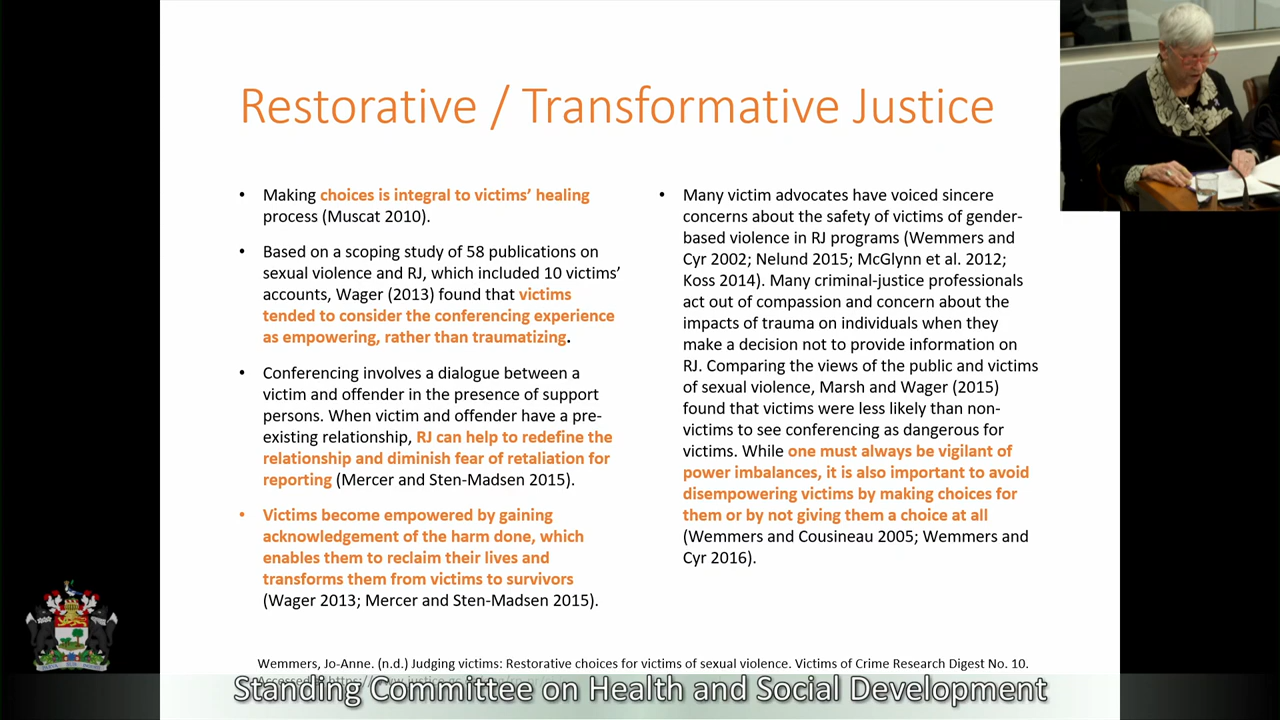 Restorative / Transformative Justice
• Making choices is integral to victims’ healing
process (Muscat 2010).
• Based on a scoping study of 58 publications on
sexual violence and RJ, which included 10 victims’
accounts, Wager (2013) found that victims
tended to consider the conferencing experience
as empowering, rather than traumatizing.
• Conferencing involves a dialogue between a
victim and offender in the presence of support
persons. When victim and offender have a pre-
existing relationship, RJ can help to redefine the
relationship and diminish fear of retaliation for
reporting (Mercer and Sten-Madsen 2015).
• Victims become empowered by gaining
acknowledgement of the harm done, which
enables them to reclaim their lives and
transforms them from victims to survivors
(Wager 2013; Mercer and Sten-Madsen 2015).
• Many victim advocates have voiced sincere
concerns about the safety of victims of gender-
based violence in RJ programs (Wemmers and
Cyr 2002; Nelund 2015; McGlynn et al. 2012;
Koss 2014). Many criminal-justice professionals
act out of compassion and concern about the
impacts of trauma on individuals when they
make a decision not to provide information on
RJ. Comparing the views of the public and victims
of sexual violence, Marsh and Wager (2015)
found that victims were less likely than non-
victims to see conferencing as dangerous for
victims. While one must always be vigilant of
power imbalances, it is also important to avoid
disempowering victims by making choices for
them or by not giving them a choice at all
(Wemmers and Cousineau 2005; Wemmers and
Cyr 2016).
Wemmers, Jo-Anne. (n.d.) Judging victims: Restorative choices for victims of sexual violence. Victims of Crime Research Digest No. 10.
Standing Committee on Health and Social Development